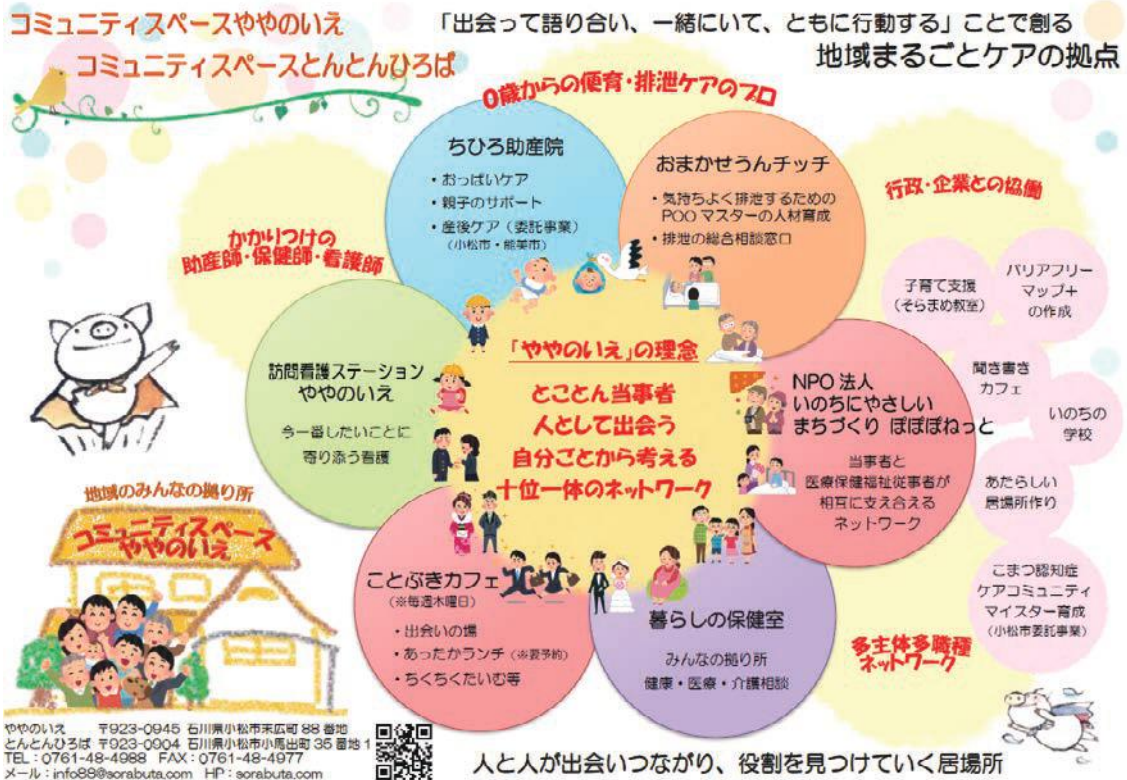 コミュニティスペースややのいえ
コミュニティスペースとんとんひろば
「出会って語り合い、一緒にいて、ともに行動する」ことで創る
地域まるごとケアの拠点
0歳からの便育・排泄ケアのプロ
ちひろ助産院
・おっぱいケア
・親子のサポート
・産後ケア（委託事業）
（小松市・能美市）
おまかせうんチッチ
・気持ちよく排泄するための
POOマスターの人材育成
・排泄の総合相談窓口
行政・企業との協働
かかりつけの
助産師・保健師・看護師
子育て支援
（そらまめ教室）
バリアフリー
マップ＋
の作成
訪問看護ステーション
ややのいえ
今一番したいことに
寄り添う看護
「ややのいえ」の理念
とことん当事者
人として出会う
自分ごとから考える
十位一体のネットワーク
NPO法人
いのちにやさしい
まちづくり ぽぽぽねっと
当事者と
医療保健福祉従事者が
相互に支え合える
ネットワーク
聞き書き
カフェ
いのちの
学校
あたらしい
居場所作り
地域のみんなの拠り所
コミュニティスペース
ややのいえ
ことぶきカフェ
（※毎週木曜日）
・出会いの場
・あったかランチ（※要予約）
・ちくちくたいむ等
暮らしの保健室
みんなの拠り所
健康・医療・介護相談
こまつ認知症
ケアコミュニティ
マイスター育成
（小松市委託事業）
多主体多職種
ネットワーク
ややのいえ 〒923-0945 石川県小松市末広町88番地
とんとんひろば 〒923-0904 石川県小松市小馬出町35番地1
TEL：0761-48-4988 FAX：0761-48-4977
メール：info88@sorabuta.com HP：sorabuta.com
人と人が出会いつながり、役割を見つけていく居場所